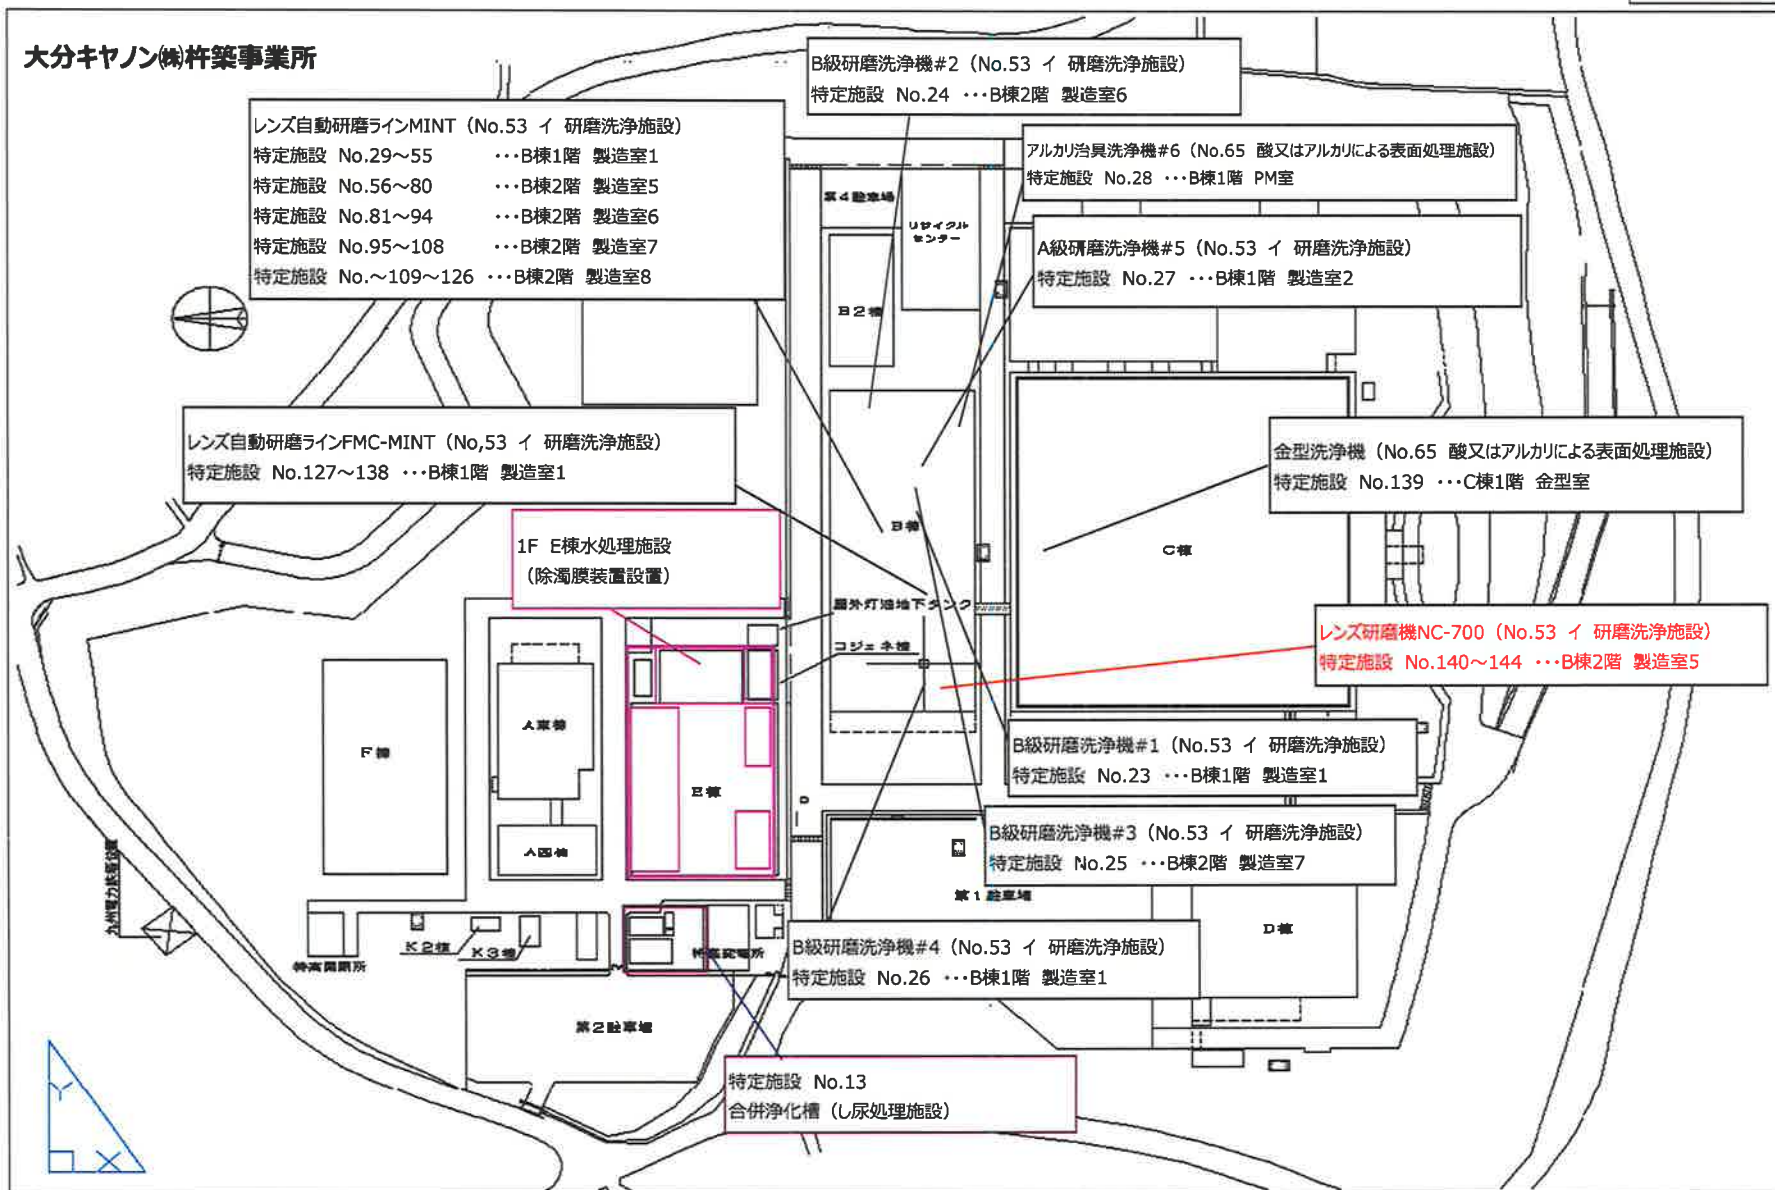 大分キヤノン㈱杵築事業所
B級研磨洗浄機#2（No.53 イ 研磨洗浄施設）
特定施設 No.24 …B棟2階 製造室6
レンズ自動研磨ラインMINT（No.53 イ 研磨洗浄施設）
特定施設 No.29～55 …B棟1階 製造室1
特定施設 No.56～80 …B棟2階 製造室5
特定施設 No.81～94 …B棟2階 製造室6
特定施設 No.95～108 …B棟2階 製造室7
特定施設 No.～109～126 …B棟2階 製造室8
アルカリ治具洗浄機#6（No.65 酸又はアルカリによる表面処理施設）
特定施設 No.28 …B棟1階 PM室
第4駐車場
リサイクル
センター
A級研磨洗浄機#5（No.53 イ 研磨洗浄施設）
特定施設 No.27 …B棟1階 製造室2
B2棟
レンズ自動研磨ラインFMC-MINT（No,53 イ 研磨洗浄施設）
特定施設 No.127～138 …B棟1階 製造室1
金型洗浄機（No.65 酸又はアルカリによる表面処理施設）
特定施設 No.139 …C棟1階 金型室
B棟
C棟
1F E棟水処理施設
（除濁膜装置設置）
屋外灯油地下タンク
コジェネ棟
レンズ研磨機NC-700（No.53 イ 研磨洗浄施設）
特定施設 No.140～144 …B棟2階 製造室5
A東棟
F棟
B級研磨洗浄機#1（No.53 イ 研磨洗浄施設）
特定施設 No.23 …B棟1階 製造室1
E棟
B級研磨洗浄機#3（No.53 イ 研磨洗浄施設）
特定施設 No.25 …B棟2階 製造室7
A西棟
第1駐車場
D棟
K2棟
K3棟
特高開閉所
B級研磨洗浄機#4（No.53 イ 研磨洗浄施設）
特定施設 No.26 …B棟1階 製造室1
第2駐車場
特定施設 No.13
合併浄化槽（し尿処理施設）
Y
X